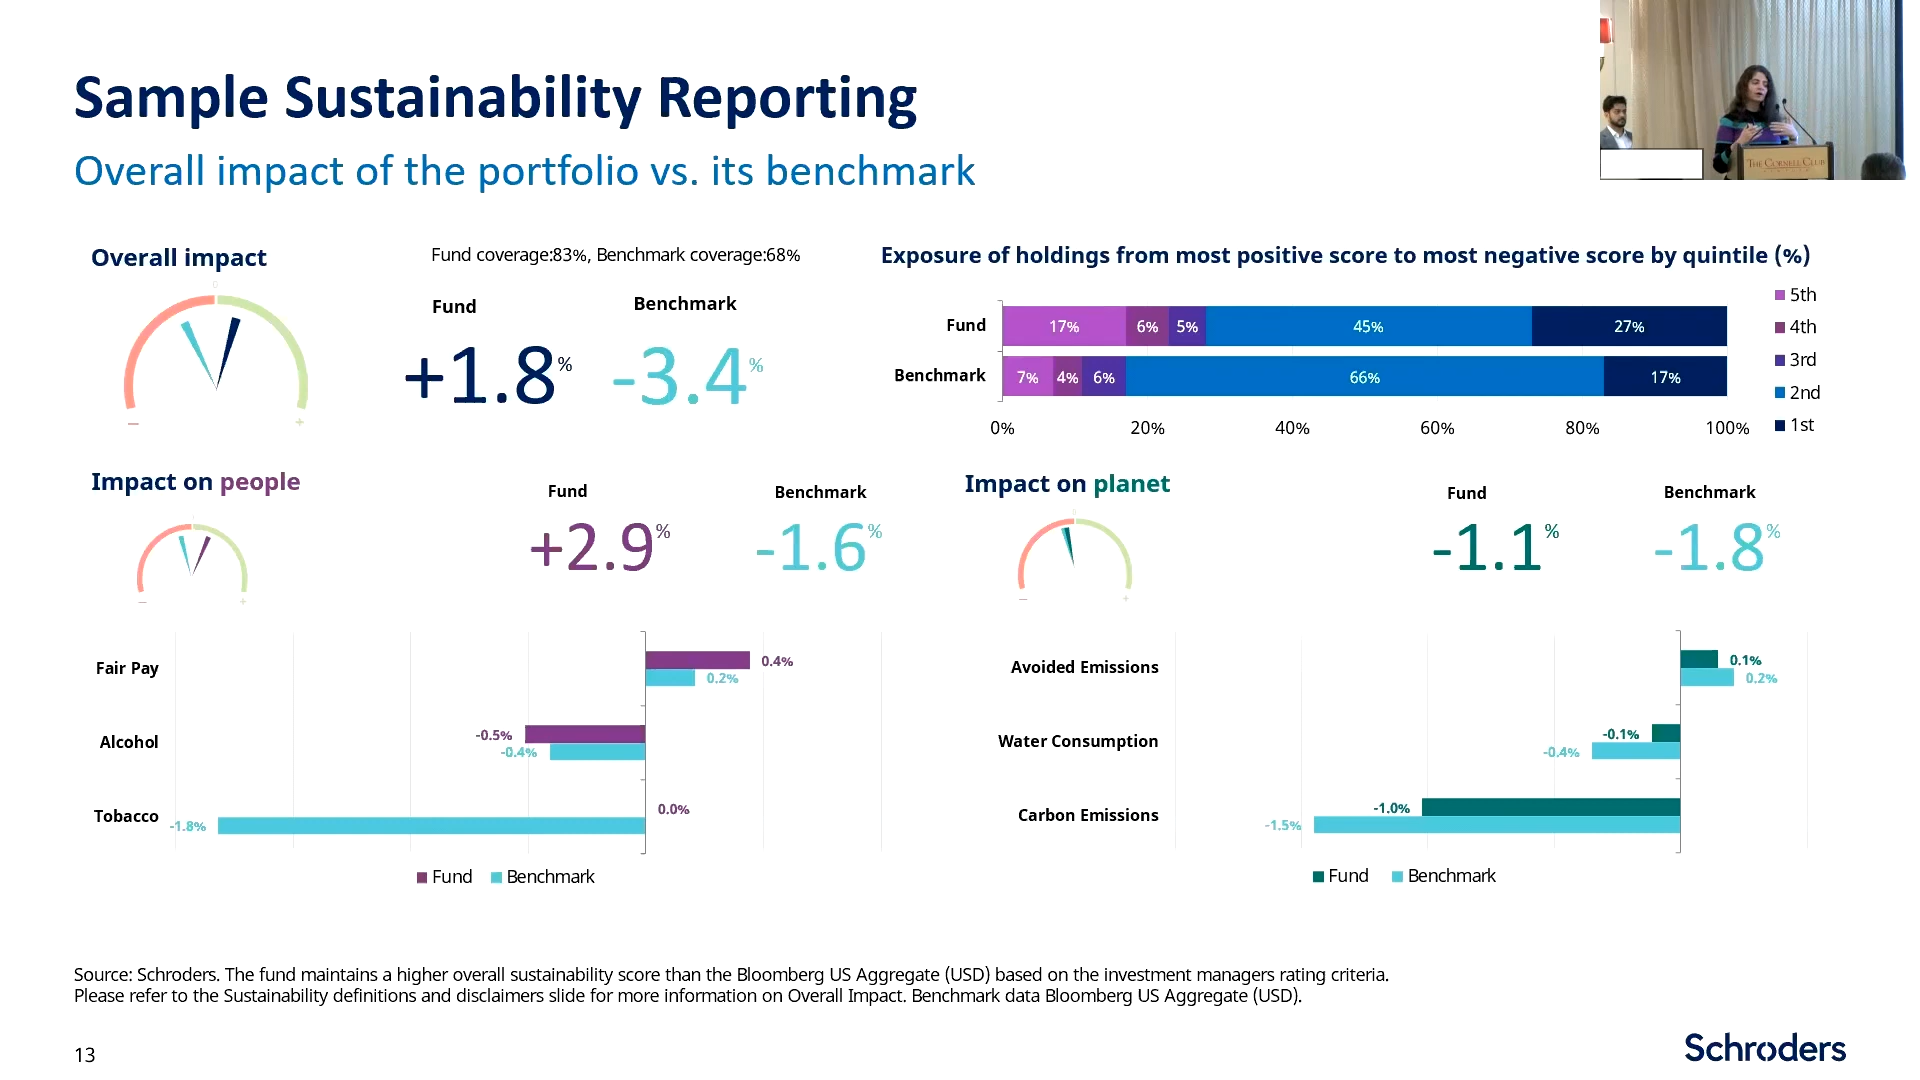 Sample Sustainability Reporting
Overall impact of the portfolio vs. its benchmark
THE CORNELL CLUB
Overall impact
Fund coverage:83%, Benchmark coverage:68%
Fund
Benchmark
+1.8%
-3.4%
0
–
+
Exposure of holdings from most positive score to most negative score by quintile (%)
Fund
17%
6%
5%
45%
27%
Benchmark
7%
4%
6%
66%
17%
0%
20%
40%
60%
80%
100%
5th
4th
3rd
2nd
1st
Impact on people
Fund
Benchmark
+2.9%
-1.6%
–
+
Fair Pay
0.4%
0.2%
Alcohol
-0.5%
-0.4%
Tobacco
0.0%
-1.8%
Fund
Benchmark
Impact on planet
Fund
Benchmark
-1.1%
-1.8%
–
+
Avoided Emissions
0.1%
0.2%
Water Consumption
-0.1%
-0.4%
Carbon Emissions
-1.0%
-1.5%
Fund
Benchmark
Source: Schroders. The fund maintains a higher overall sustainability score than the Bloomberg US Aggregate (USD) based on the investment managers rating criteria.
Please refer to the Sustainability definitions and disclaimers slide for more information on Overall Impact. Benchmark data Bloomberg US Aggregate (USD).
13
Schroders